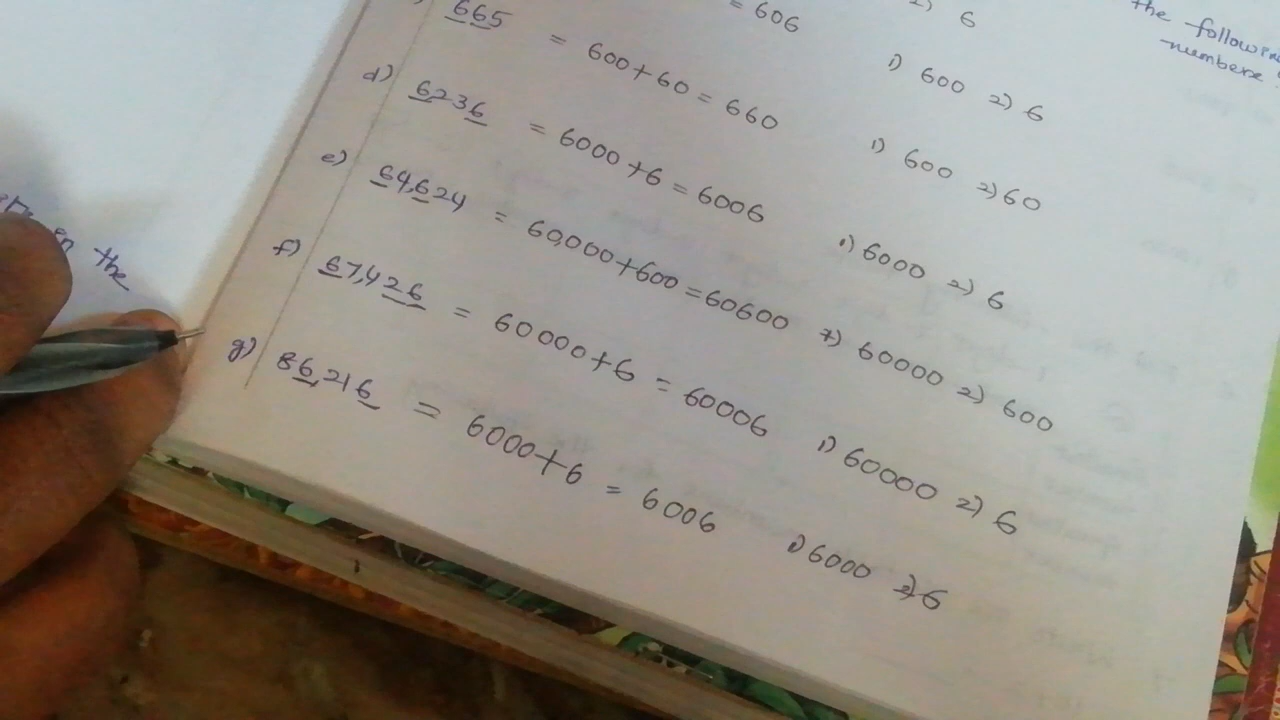 = 606 2) 6
the following
numbers
665 = 600+60 = 660 1) 600 2) 6
d) 6236 = 6000+6 = 6006 1) 600 2) 60
e) 64,624 = 60,000+600 = 60600 1) 6000 2) 6
f) 67,426 = 60000+6 = 60006 1) 60000 2) 600
g) 86,216 = 6000+6 = 6006 1) 60000 2) 6
1) 6000 2) 6
the